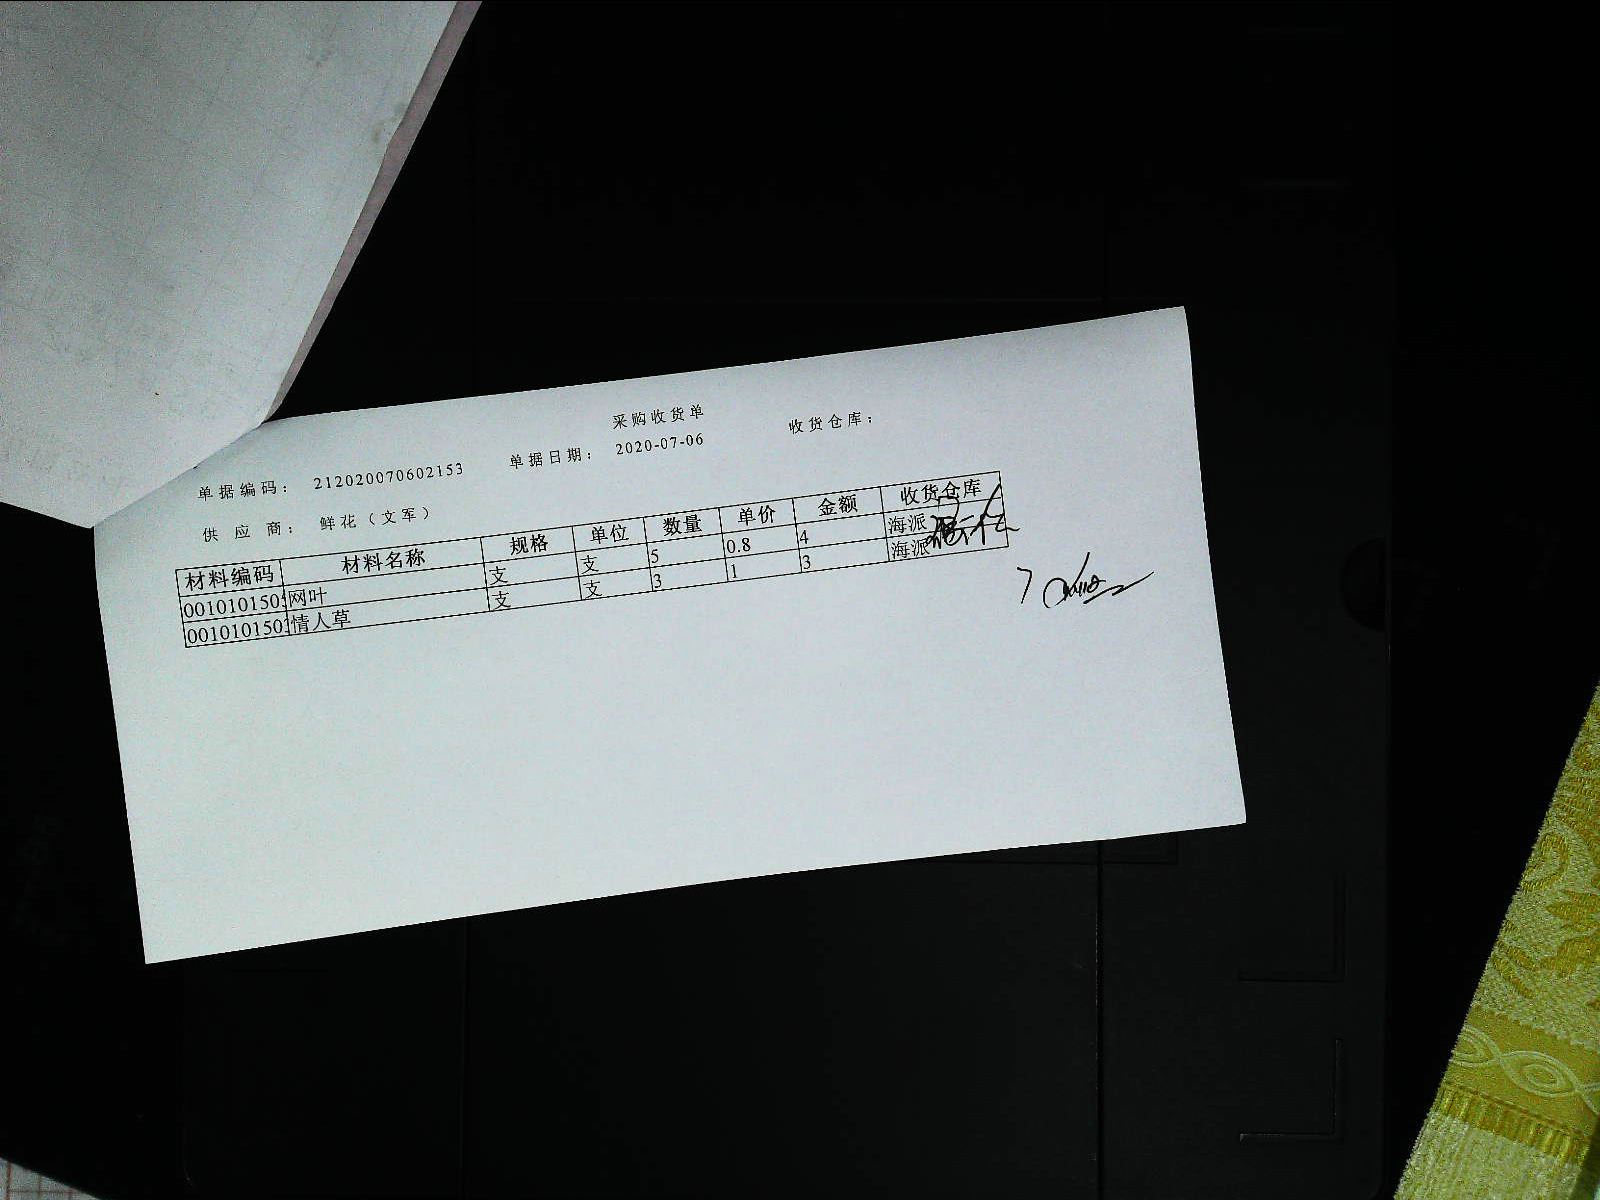 采购收货单
单据编码： 212020070602153 单据日期： 2020-07-06 收货仓库：
供 应 商： 鲜花（文军）
材料编码 材料名称 规格 单位 数量 单价 金额 收货仓库
0010101505 网叶 支 支 5 0.8 4 海派
0010101503 情人草 支 支 3 1 3 海派
7